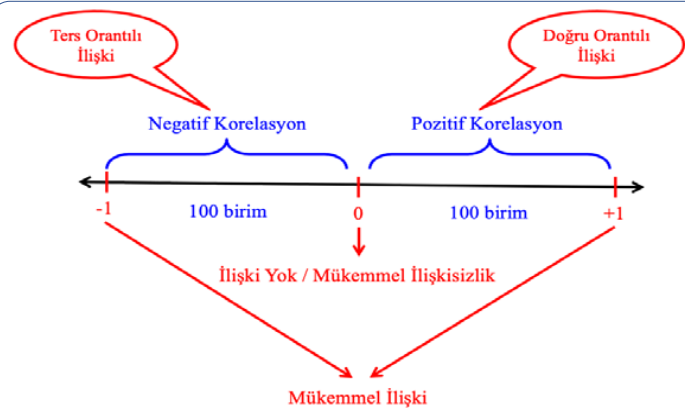 Ters Orantılı
İlişki
Doğru Orantılı
İlişki
Negatif Korelasyon
Pozitif Korelasyon
-1
100 birim
0
100 birim
+1
İlişki Yok / Mükemmel İlişkisizlik
Mükemmel İlişki